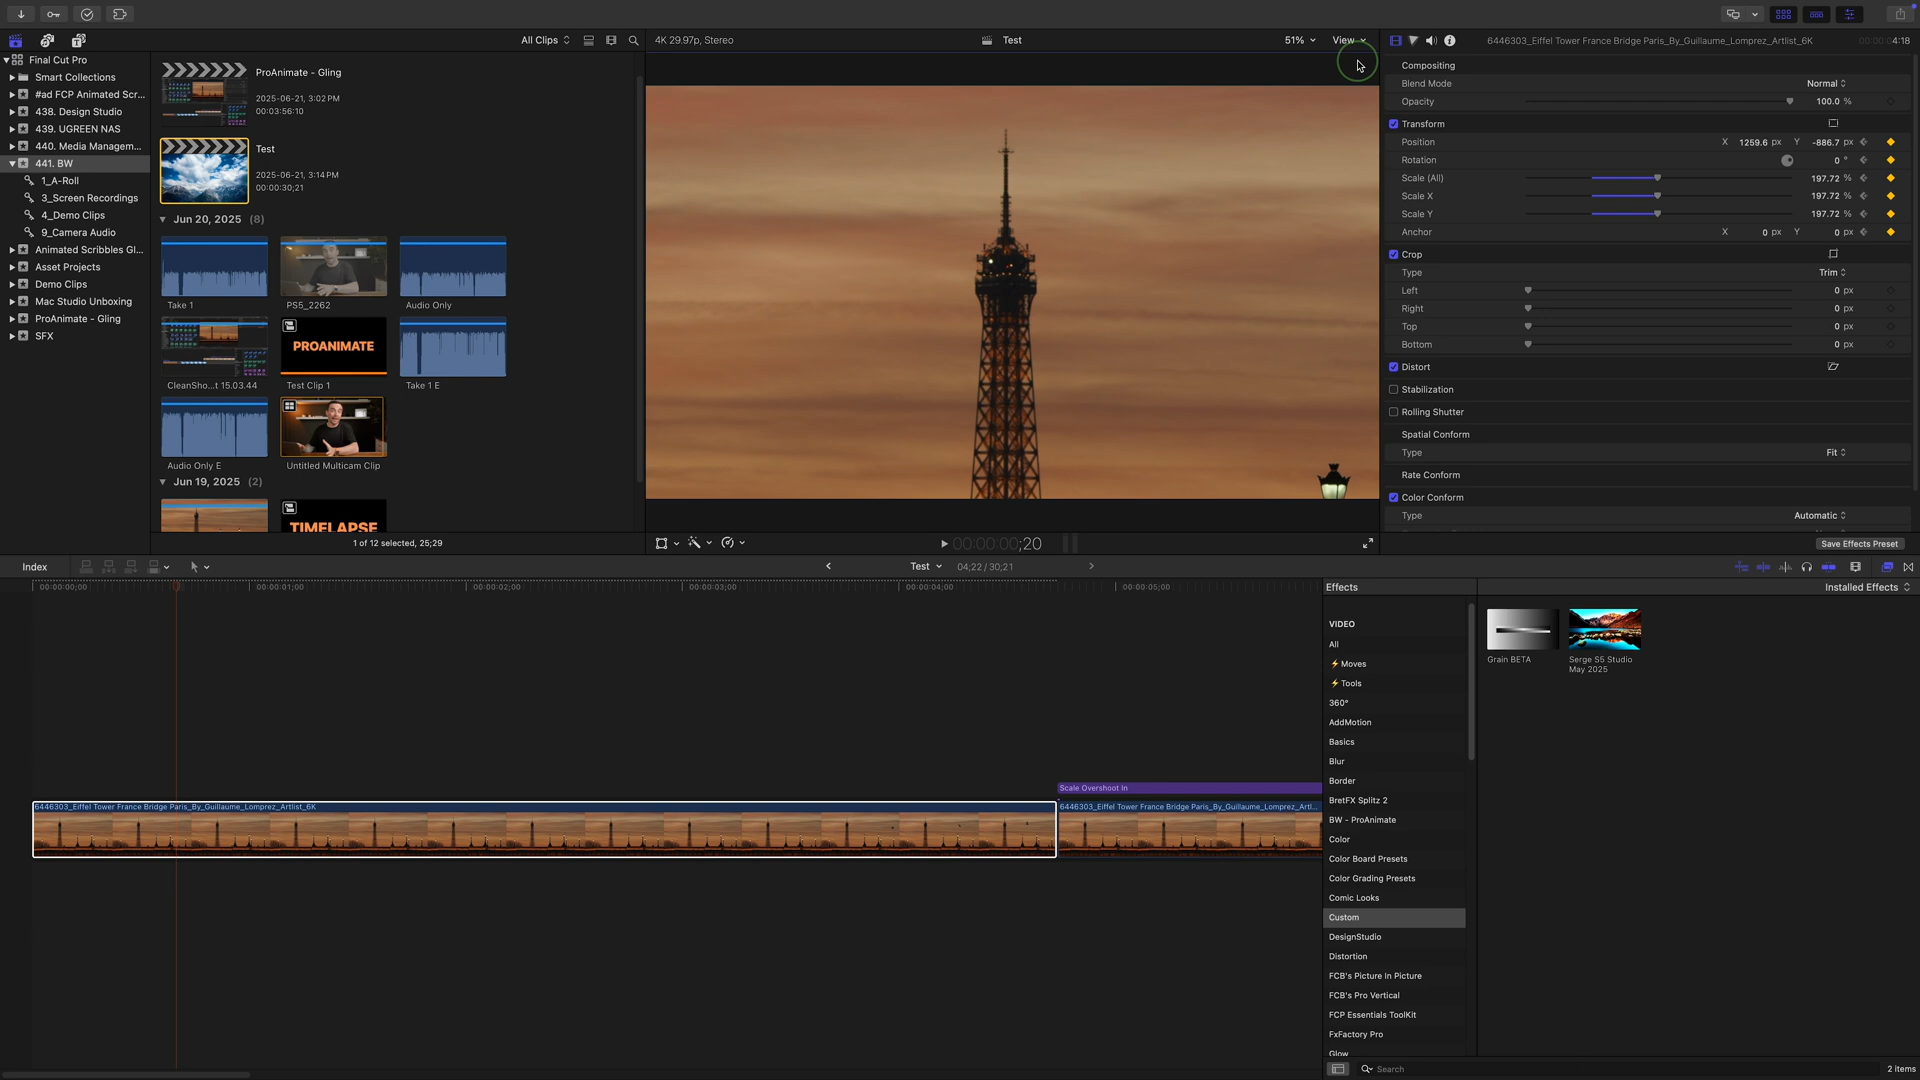 All Clips
4K 29.97p, Stereo
Test
51%
View
6446303_Eiffel Tower France Bridge Paris_By_Guillaume_Lomprez_Artlist_6K
00:00:04:18
Final Cut Pro
Smart Collections
#ad FCP Animated Scr...
438. Design Studio
439. UGREEN NAS
440. Media Managem...
441. BW
1_A-Roll
3_Screen Recordings
4_Demo Clips
9_Camera Audio
Animated Scribbles Gl...
Asset Projects
Demo Clips
Mac Studio Unboxing
ProAnimate - Gling
SFX
ProAnimate - Gling
2025-06-21, 3:02 PM
00:03:56:10
Test
2025-06-21, 3:14 PM
00:00:30;21
Jun 20, 2025 (8)
Take 1
PS5_2262
Audio Only
PROANIMATE
CleanSho...t 15.03.44
Test Clip 1
Take 1 E
Audio Only E
Untitled Multicam Clip
Jun 19, 2025 (2)
TIMELAPSE
1 of 12 selected, 25;29
00:00:00;20
Compositing
Blend Mode
Normal
Opacity
100.0 %
Transform
Position
X 1259.6 px Y -886.7 px
Rotation
0 °
Scale (All)
197.72 %
Scale X
197.72 %
Scale Y
197.72 %
Anchor
X 0 px Y 0 px
Crop
Type
Trim
Left
0 px
Right
0 px
Top
0 px
Bottom
0 px
Distort
Stabilization
Rolling Shutter
Spatial Conform
Type
Fit
Rate Conform
Color Conform
Type
Automatic
Save Effects Preset
Index
Test
04;22 / 30;21
00:00:00;00
00:00:01;00
00:00:02;00
00:00:03;00
00:00:04;00
00:00:05;00
Scale Overshoot In
6446303_Eiffel Tower France Bridge Paris_By_Guillaume_Lomprez_Artlist_6K
6446303_Eiffel Tower France Bridge Paris_By_Guillaume_Lomprez_Artl...
Effects
Installed Effects
VIDEO
All
⚡Moves
⚡Tools
360°
AddMotion
Basics
Blur
Border
BretFX Splitz 2
BW - ProAnimate
Color
Color Board Presets
Color Grading Presets
Comic Looks
Custom
DesignStudio
Distortion
FCB's Picture In Picture
FCB's Pro Vertical
FCP Essentials ToolKit
FxFactory Pro
Glow
Grain BETA
Serge S5 Studio
May 2025
Search
2 items